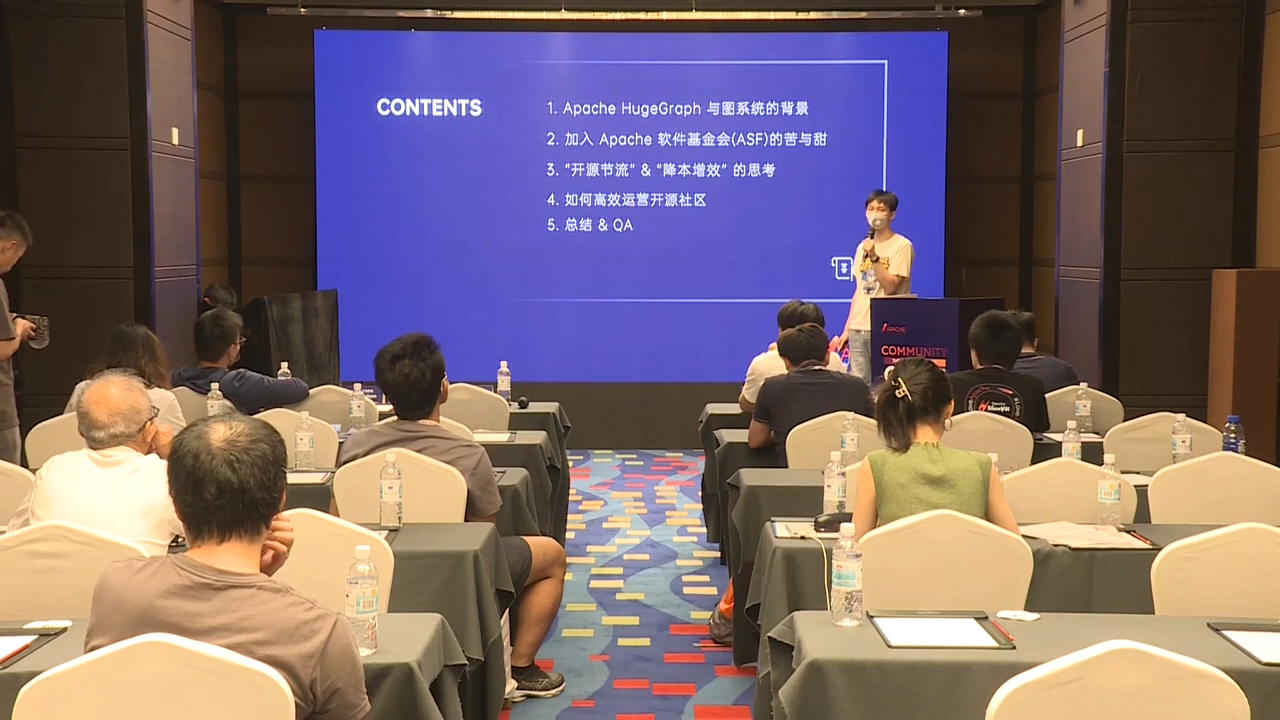 CONTENTS
1. Apache HugeGraph 与图系统的背景
2. 加入 Apache 软件基金会(ASF)的苦与甜
3. “开源节流” & “降本增效” 的思考
4. 如何高效运营开源社区
5. 总结 & QA
APACHE
COMMUNITY